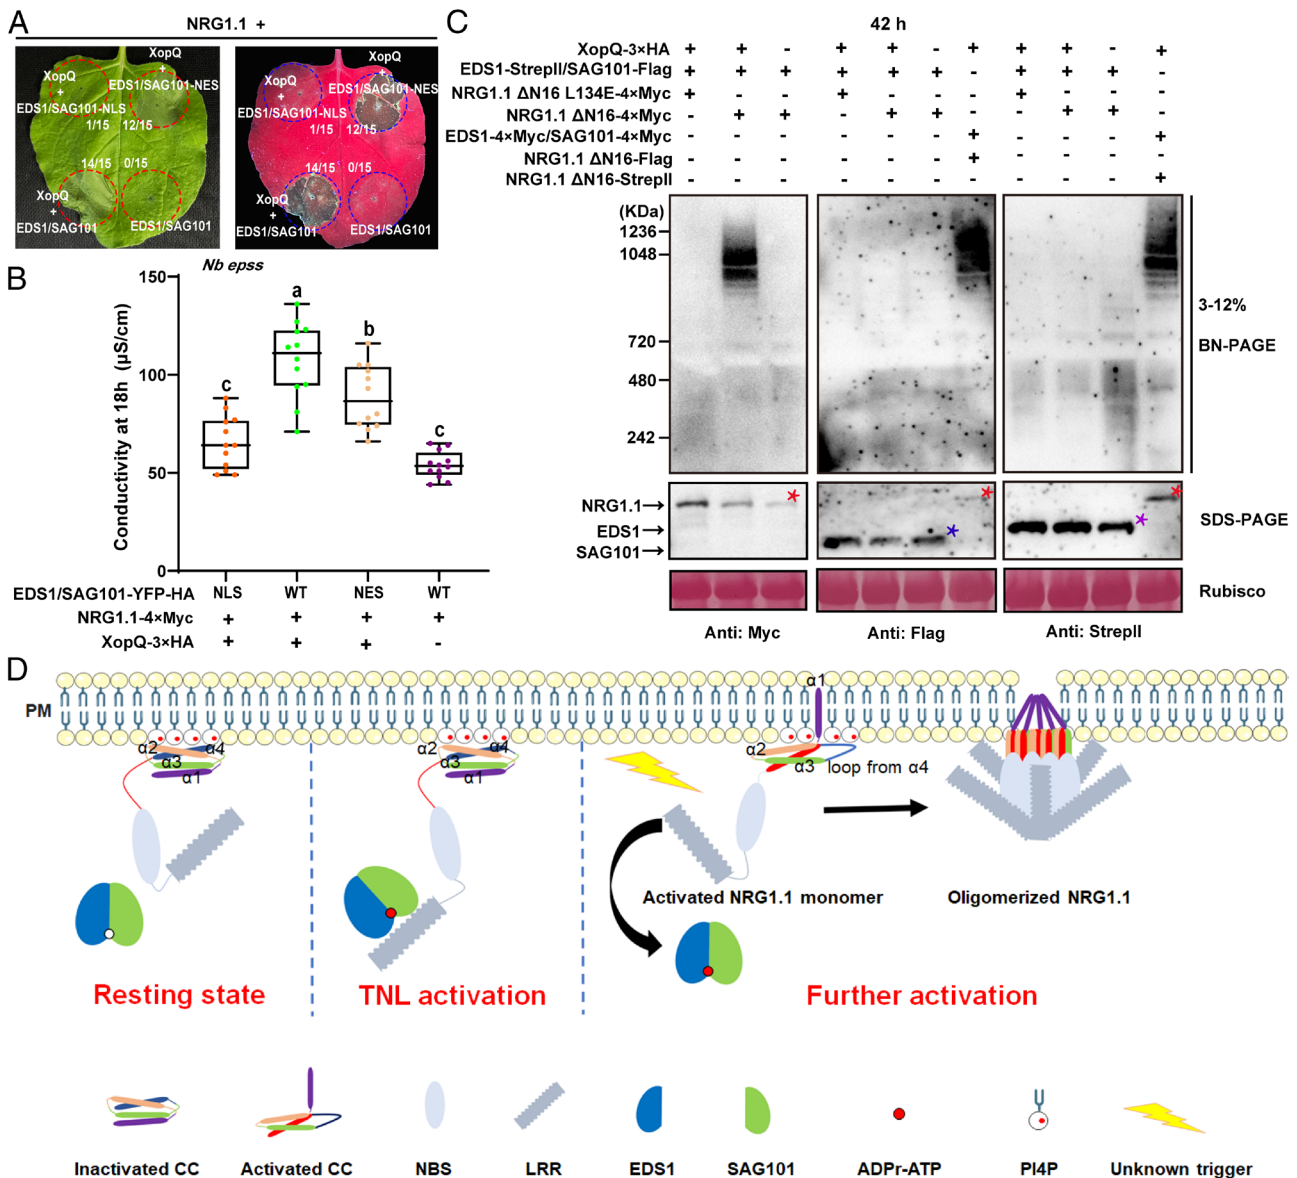 A
NRG1.1 +
XopQ
+
EDS1/SAG101-NLS
1/15
XopQ
+
EDS1/SAG101-NES
12/15
14/15
XopQ
+
EDS1/SAG101
0/15
EDS1/SAG101
XopQ
+
EDS1/SAG101-NLS
1/15
XopQ
+
EDS1/SAG101-NES
12/15
14/15
XopQ
+
EDS1/SAG101
0/15
EDS1/SAG101
Nb epss
B
Conductivity at 18h (µS/cm)
150
100
50
0
c
a
b
c
EDS1/SAG101-YFP-HA NLS WT NES WT
NRG1.1-4×Myc + + + +
XopQ-3×HA + + + -
C
42 h
XopQ-3×HA + + - + + - + + + - +
EDS1-StrepII/SAG101-Flag + + + + + + - + + + -
NRG1.1 ΔN16 L134E-4×Myc + - - + - - - + - - -
NRG1.1 ΔN16-4×Myc - + + - + + - - + + -
EDS1-4×Myc/SAG101-4×Myc - - - - - - + - - - +
NRG1.1 ΔN16-Flag - - - - - - + - - - -
NRG1.1 ΔN16-StrepII - - - - - - - - - - +
(KDa)
1236
1048
720
480
242
3-12%
BN-PAGE
NRG1.1→
EDS1→
SAG101→
SDS-PAGE
Rubisco
Anti: Myc
Anti: Flag
Anti: StrepII
D
PM
α2
α4
α3
α1
α2
α4
α3
α1
α1
α2
α3
loop from α4
Activated NRG1.1 monomer
Oligomerized NRG1.1
Resting state
TNL activation
Further activation
Inactivated CC
Activated CC
NBS
LRR
EDS1
SAG101
ADPr-ATP
PI4P
Unknown trigger